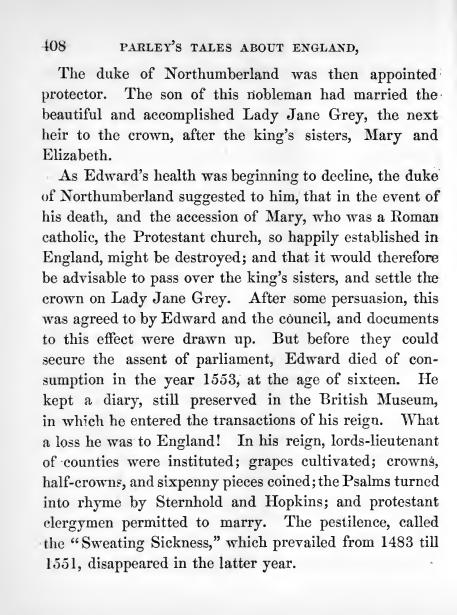 408 PARLEY'S TALES ABOUT ENGLAND,
The duke of Northumberland was then appointed
protector. The son of this nobleman had married the
beautiful and accomplished Lady Jane Grey, the next
heir to the crown, after the king's sisters, Mary and
Elizabeth.
As Edward's health was beginning to decline, the duke
of Northumberland suggested to him, that in the event of
his death, and the accession of Mary, who was a Roman
catholic, the Protestant church, so happily established in
England, might be destroyed; and that it would therefore
be advisable to pass over the king's sisters, and settle the
crown on Lady Jane Grey. After some persuasion, this
was agreed to by Edward and the council, and documents
to this effect were drawn up. But before they could
secure the assent of parliament, Edward died of con-
sumption in the year 1553, at the age of sixteen. He
kept a diary, still preserved in the British Museum,
in which he entered the transactions of his reign. What
a loss he was to England! In his reign, lords-lieutenant
of counties were instituted; grapes cultivated; crowns,
half-crowns, and sixpenny pieces coined; the Psalms turned
into rhyme by Sternhold and Hopkins; and protestant
clergymen permitted to marry. The pestilence, called
the "Sweating Sickness," which prevailed from 1483 till
1551, disappeared in the latter year.